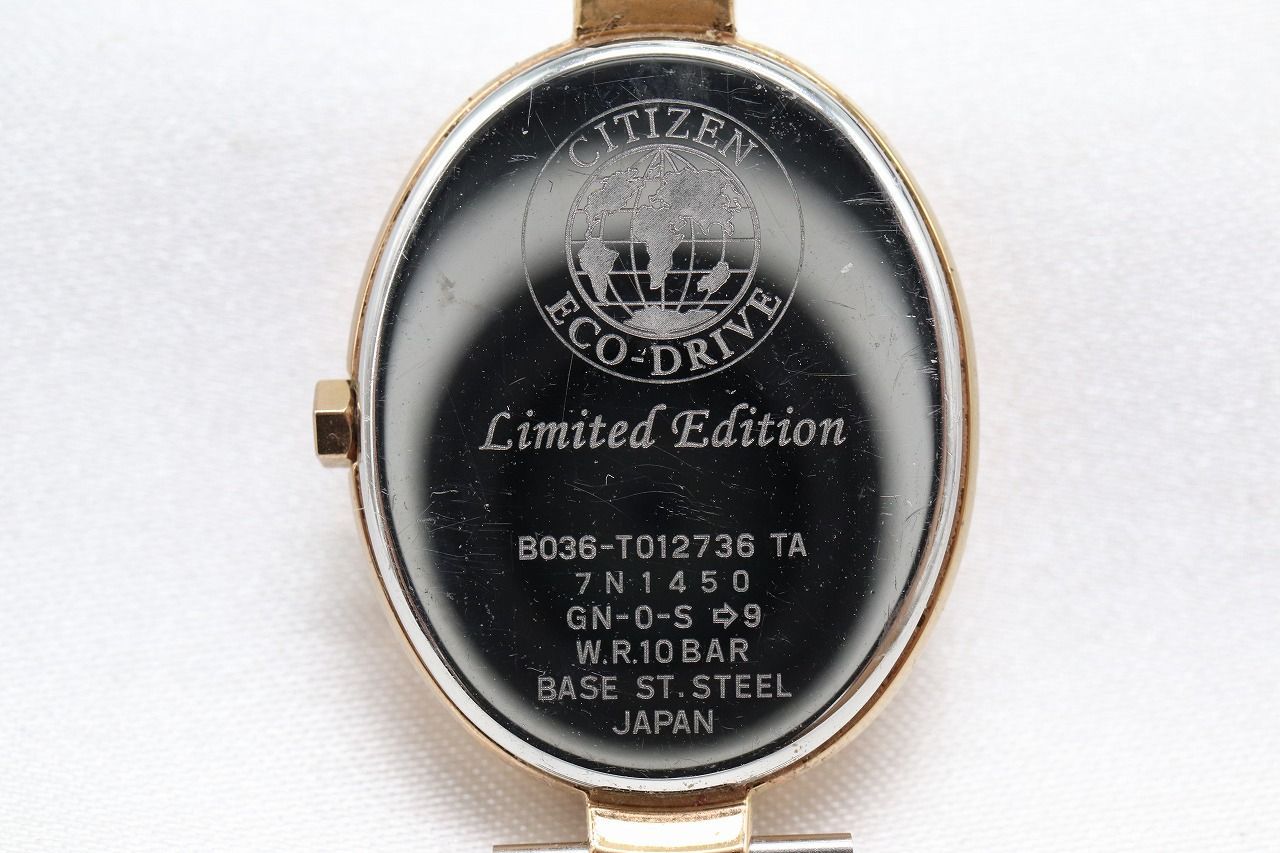 CITIZEN
ECO-DRIVE
Limited Edition
B036-T012736 TA
7N1450
GN-0-S ⇨9
W.R.10BAR
BASE ST.STEEL
JAPAN